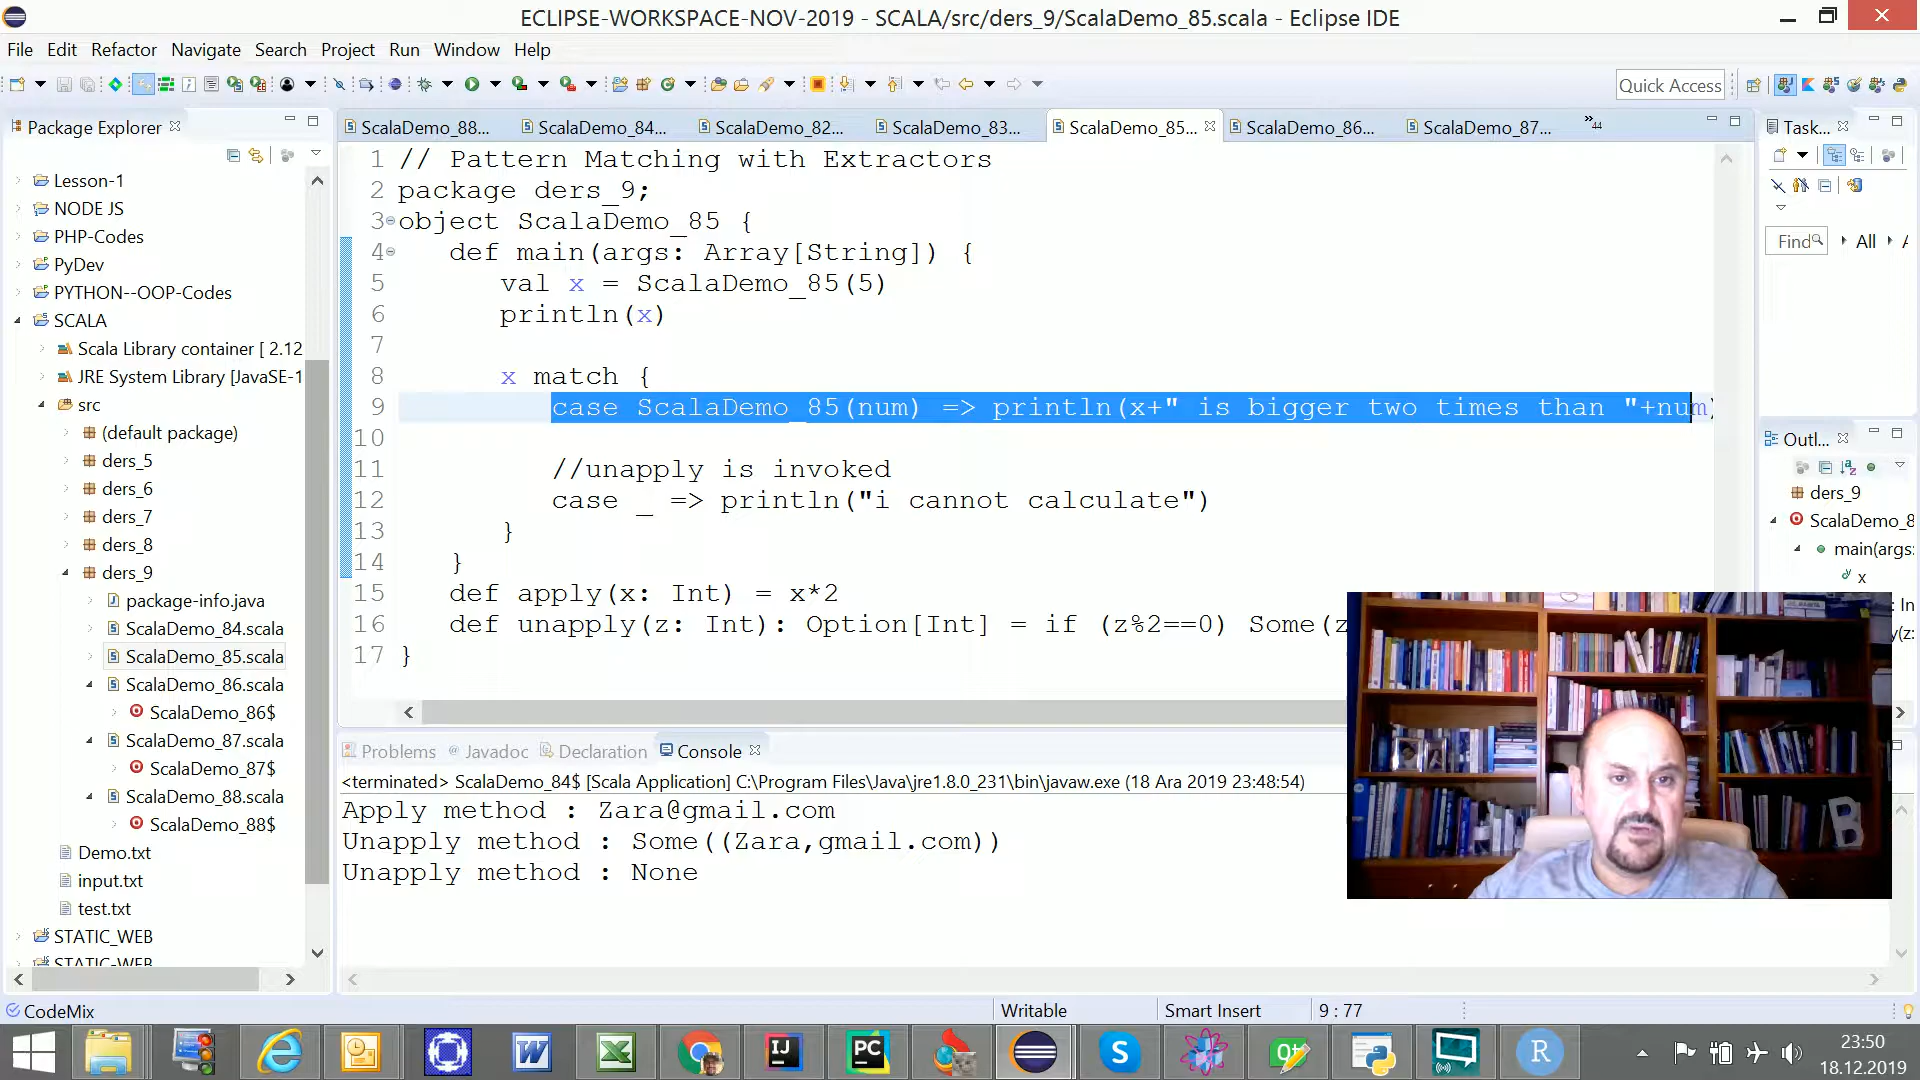 ECLIPSE-WORKSPACE-NOV-2019 - SCALA/src/ders_9/ScalaDemo_85.scala - Eclipse IDE
File Edit Refactor Navigate Search Project Run Window Help
Quick Access
Package Explorer
Lesson-1
NODE JS
PHP-Codes
PyDev
PYTHON--OOP-Codes
SCALA
Scala Library container [ 2.12
JRE System Library [JavaSE-1
src
(default package)
ders_5
ders_6
ders_7
ders_8
ders_9
package-info.java
ScalaDemo_84.scala
ScalaDemo_85.scala
ScalaDemo_86.scala
ScalaDemo_86$
ScalaDemo_87.scala
ScalaDemo_87$
ScalaDemo_88.scala
ScalaDemo_88$
Demo.txt
input.txt
test.txt
STATIC_WEB
STATIC-WEB
ScalaDemo_88... ScalaDemo_84... ScalaDemo_82... ScalaDemo_83... ScalaDemo_85... ScalaDemo_86... ScalaDemo_87... »44
1 // Pattern Matching with Extractors
2 package ders_9;
3 object ScalaDemo_85 {
4 def main(args: Array[String]) {
5 val x = ScalaDemo_85(5)
6 println(x)
7
8 x match {
9 case ScalaDemo_85(num) => println(x+" is bigger two times than "+num)
10
11 //unapply is invoked
12 case _ => println("i cannot calculate")
13 }
14 }
15 def apply(x: Int) = x*2
16 def unapply(z: Int): Option[Int] = if (z%2==0) Some(z
17 }
Problems @ Javadoc Declaration Console
<terminated> ScalaDemo_84$ [Scala Application] C:\Program Files\Java\jre1.8.0_231\bin\javaw.exe (18 Ara 2019 23:48:54)
Apply method : Zara@gmail.com
Unapply method : Some((Zara,gmail.com))
Unapply method : None
Task...
Find All A
Outl...
ders_9
ScalaDemo_8
main(args:
x
: In
y(z:
B
CodeMix
Writable
Smart Insert
9 : 77
23:50
18.12.2019